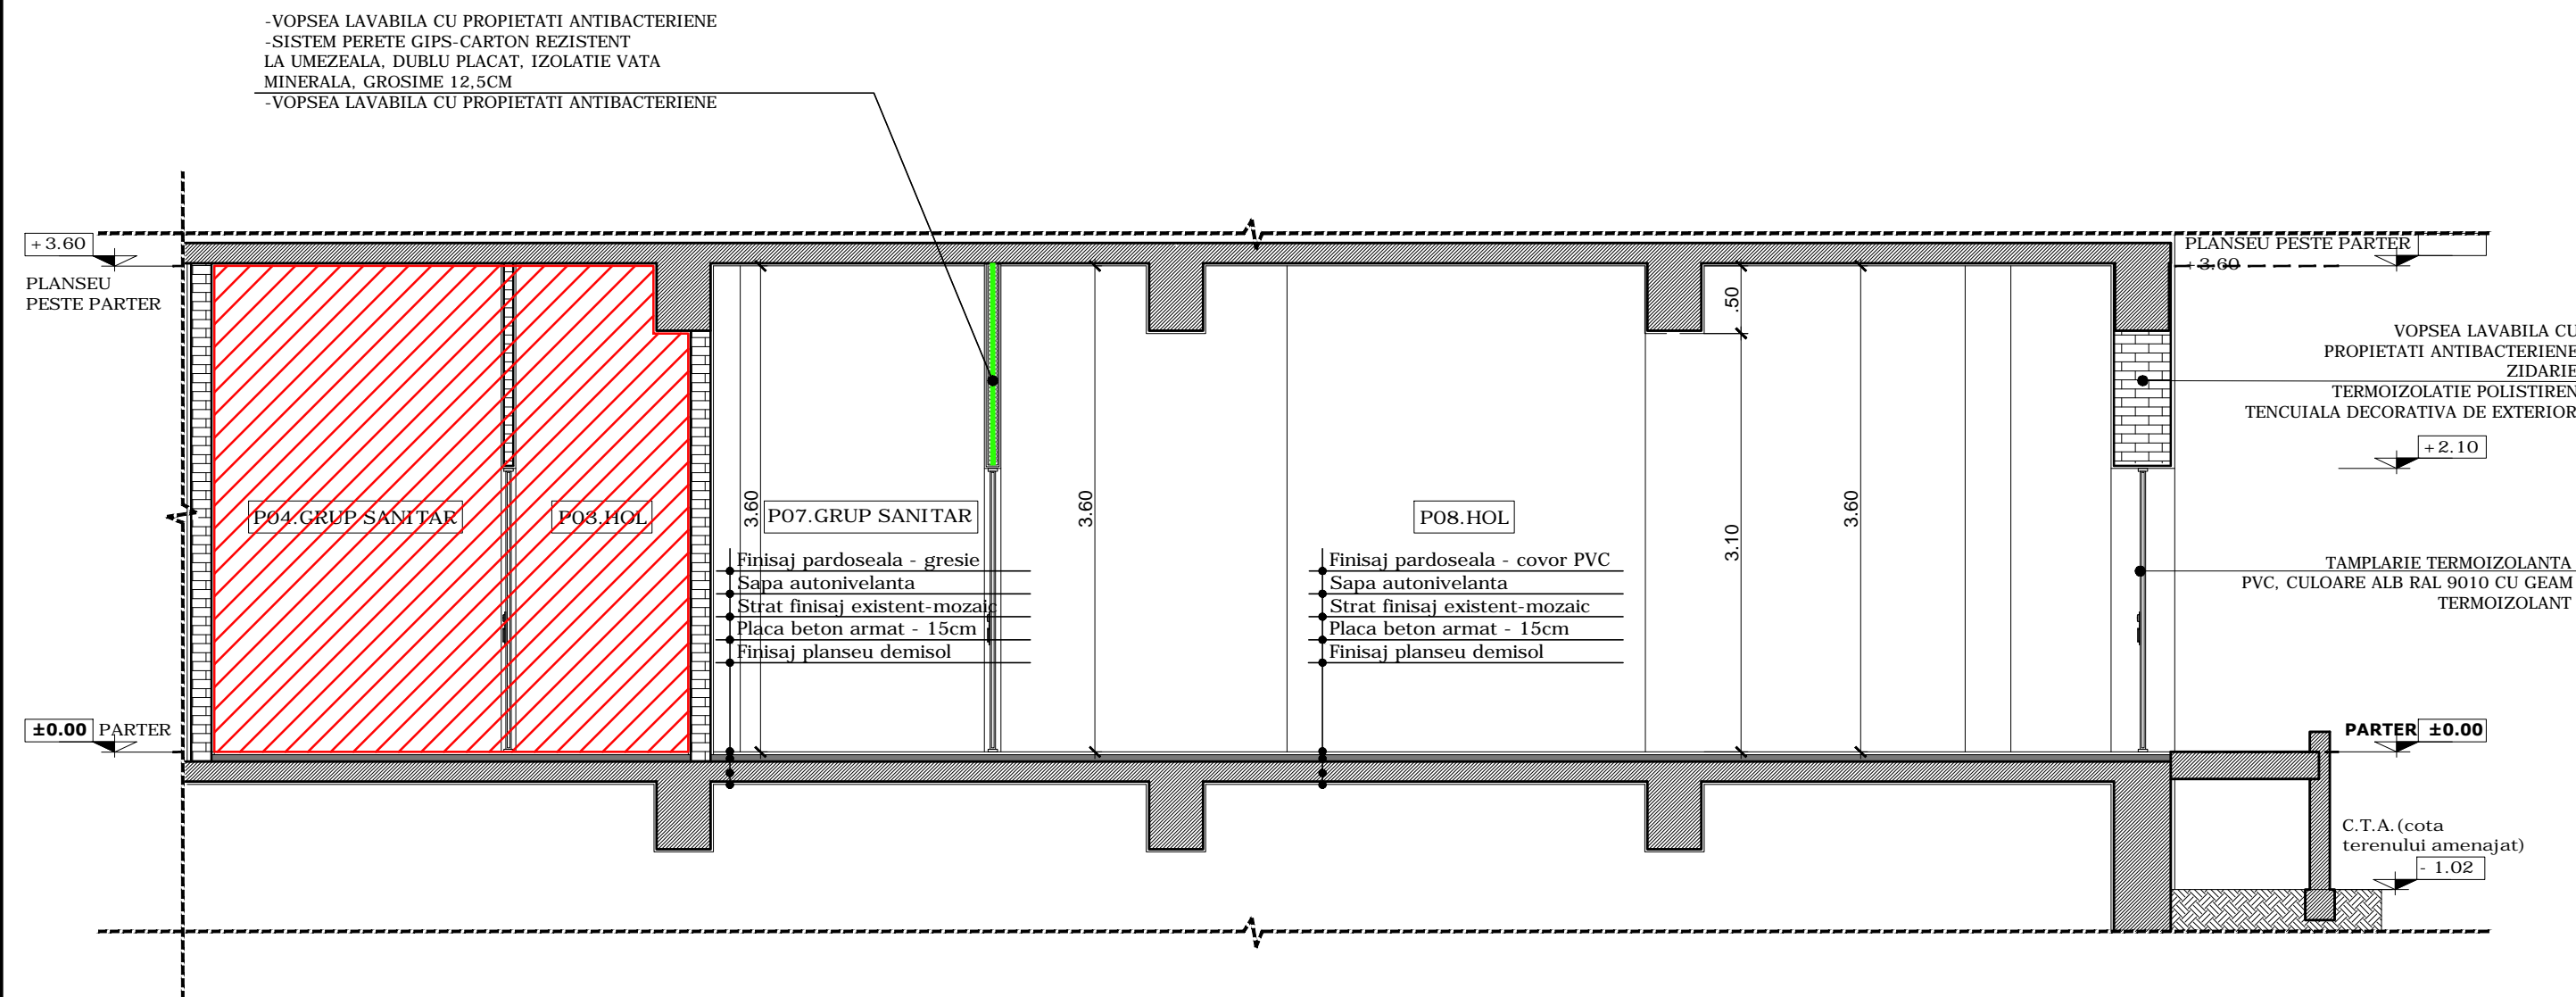 -VOPSEA LAVABILA CU PROPIETATI ANTIBACTERIENE
-SISTEM PERETE GIPS-CARTON REZISTENT
LA UMEZEALA, DUBLU PLACAT, IZOLATIE VATA
MINERALA, GROSIME 12,5CM
-VOPSEA LAVABILA CU PROPIETATI ANTIBACTERIENE
+3.60
PLANSEU
PESTE PARTER
PLANSEU PESTE PARTER
+3.60
.50
VOPSEA LAVABILA CU
PROPIETATI ANTIBACTERIENE
ZIDARIE
TERMOIZOLATIE POLISTIREN
TENCUIALA DECORATIVA DE EXTERIOR
+2.10
P04.GRUP SANITAR
P03.HOL
3.60
P07.GRUP SANITAR
3.60
P08.HOL
3.10
3.60
Finisaj pardoseala - gresie
Sapa autonivelanta
Strat finisaj existent-mozaic
Placa beton armat - 15cm
Finisaj planseu demisol
Finisaj pardoseala - covor PVC
Sapa autonivelanta
Strat finisaj existent-mozaic
Placa beton armat - 15cm
Finisaj planseu demisol
TAMPLARIE TERMOIZOLANTA
PVC, CULOARE ALB RAL 9010 CU GEAM
TERMOIZOLANT
±0.00 PARTER
PARTER ±0.00
C.T.A.(cota
terenului amenajat)
- 1.02